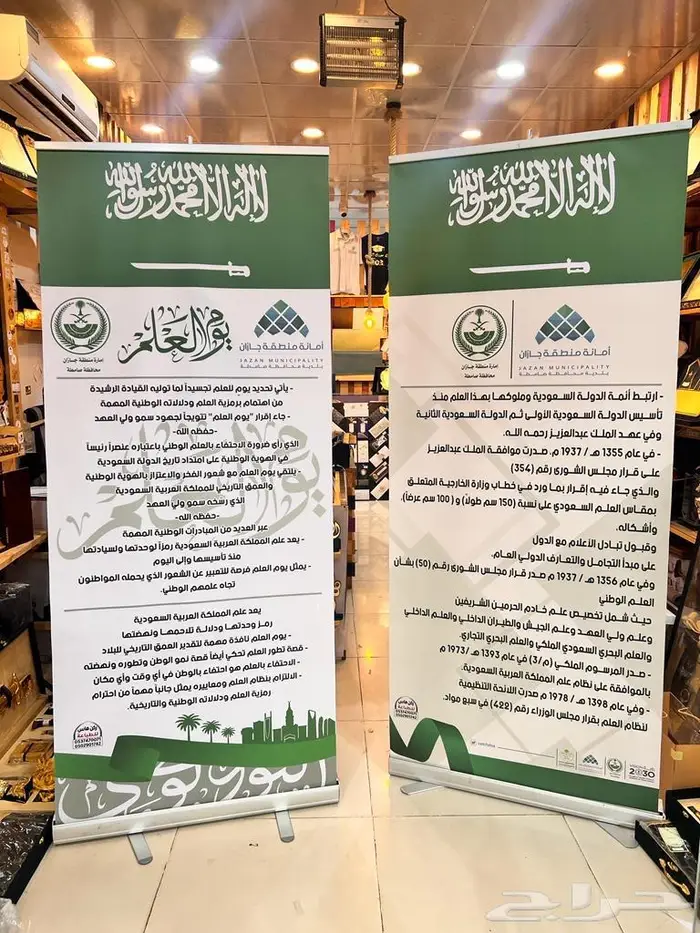 لا إله إلا الله محمد رسول الله
إمارة منطقة جازان
محافظة صامطة
يوم العلم
أمانة منطقة جازان
JAZAN MUNICIPALITY
- يأتي تحديد يوم للعلم تجسيداً لما توليه القيادة الرشيدة
من اهتمام برمزية العلم ودلالاته الوطنية المهمة
- جاء إقرار "يوم العلم" تتويجاً لجهود سمو ولي العهد
-حفظه الله-
الذي رأى ضرورة الاحتفاء بالعلم الوطني باعتباره عنصراً رئيساً
في الهوية الوطنية على امتداد تاريخ الدولة السعودية
- يلتقي يوم العلم مع شعور الفخر والاعتزاز بالهوية الوطنية
والعمق التاريخي للمملكة العربية السعودية
الذي رسخه سمو ولي العهد
-حفظه الله-
عبر العديد من المبادرات الوطنية المهمة
- يعد علم المملكة العربية السعودية رمزاً لوحدتها ولسيادتها
منذ تأسيسها وإلى اليوم
- يمثل يوم العلم فرصة للتعبير عن الشعور الذي يحمله المواطنون
تجاه علمهم الوطني.
يعد علم المملكة العربية السعودية
رمز وحدتها ودلالة تلاحمها ونهضتها
- يوم العلم نافذة مهمة لتقدير العمق التاريخي للبلاد
- قصة تطور العلم تحكي أيضاً قصة نمو الوطن وتطوره ونهضته
- الاحتفاء بالعلم هو احتفاء بالوطن في أي وقت وأي مكان
- الالتزام بنظام العلم ومعاييره يمثل جانباً مهماً من احترام
رمزية العلم ودلالاته الوطنية والتاريخية.
لا إله إلا الله محمد رسول الله
إمارة منطقة جازان
محافظة صامطة
أمانة منطقة جازان
JAZAN MUNICIPALITY
بلدية محافظة صامطة
- ارتبط أئمة الدولة السعودية وملوكها بهذا العلم منذ
تأسيس الدولة السعودية الأولى ثم الدولة السعودية الثانية
وفي عهد الملك عبدالعزيز رحمه الله.
- في عام 1355 هـ / 1937 م. صدرت موافقة الملك عبدالعزيز
على قرار مجلس الشورى رقم (354)
والذي جاء فيه إقرار بما ورد في خطاب وزارة الخارجية المتعلق
بمقاس العلم السعودي على نسبة (150 سم طولاً) و ( 100 سم عرضاً).
وأشكاله.
وقبول تبادل الأعلام مع الدول
على مبدأ التجامل والتعارف الدولي العام.
وفي عام 1356 هـ / 1937 م صدر قرار مجلس الشورى رقم (50) بشأن
العلم الوطني
حيث شمل تخصيص علم خادم الحرمين الشريفين
وعلم ولي العهد وعلم الجيش والطيران الداخلي والعلم الداخلي
والعلم البحري السعودي الملكي والعلم البحري التجاري.
- صدر المرسوم الملكي (م/3) في عام 1393 هـ /1973 م
بالموافقة على نظام علم المملكة العربية السعودية.
- وفي عام 1398 هـ / 1978 م صدرت اللائحة التنظيمية
لنظام العلم بقرار مجلس الوزراء رقم (422) في سبع مواد.
2030
حراج